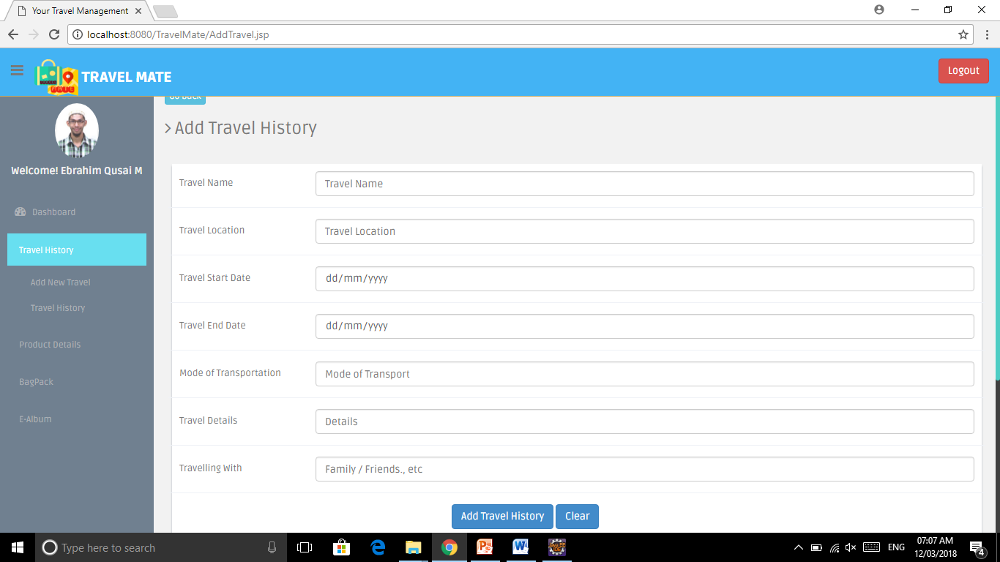 Your Travel Management
localhost:8080/TravelMate/AddTravel.jsp
MATE
TRAVEL MATE
Logout
Go Back
Welcome! Ebrahim Qusai M
Dashboard
Travel History
Add New Travel
Travel History
Product Details
BagPack
E-Album
Add Travel History
Travel Name
Travel Name
Travel Location
Travel Location
Travel Start Date
dd/mm/yyyy
Travel End Date
dd/mm/yyyy
Mode of Transportation
Mode of Transport
Travel Details
Details
Travelling With
Family / Friends., etc
Add Travel History
Clear
Type here to search
ENG
07:07 AM
12/03/2018
4